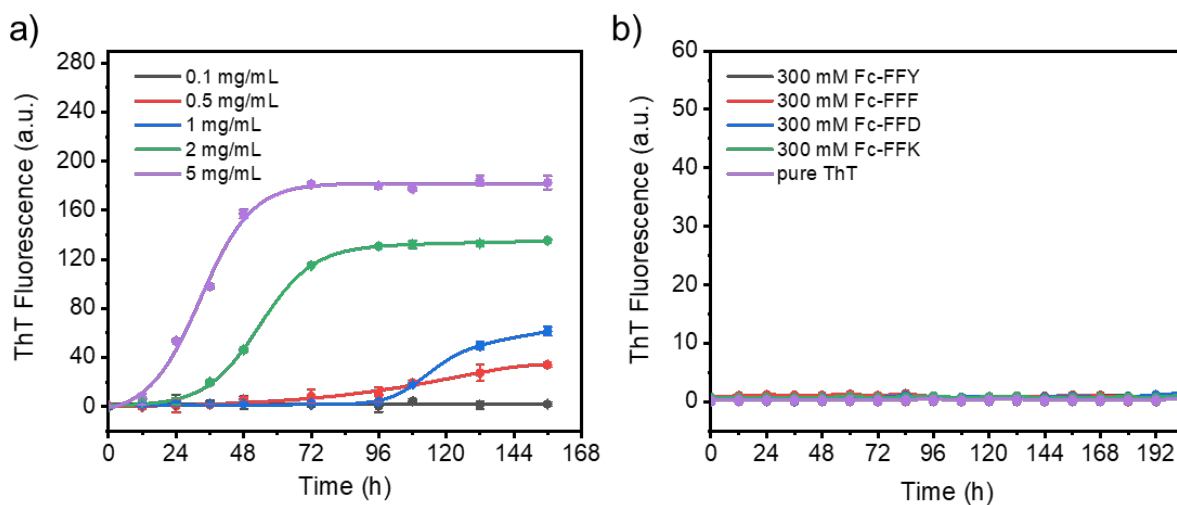 a)
ThT Fluorescence (a.u.)
280
240
200
160
120
80
40
0
0.1 mg/mL
0.5 mg/mL
1 mg/mL
2 mg/mL
5 mg/mL
0 24 48 72 96 120 144 168
Time (h)
b)
ThT Fluorescence (a.u.)
60
50
40
30
20
10
0
300 mM Fc-FFY
300 mM Fc-FFF
300 mM Fc-FFD
300 mM Fc-FFK
pure ThT
0 24 48 72 96 120 144 168 192
Time (h)